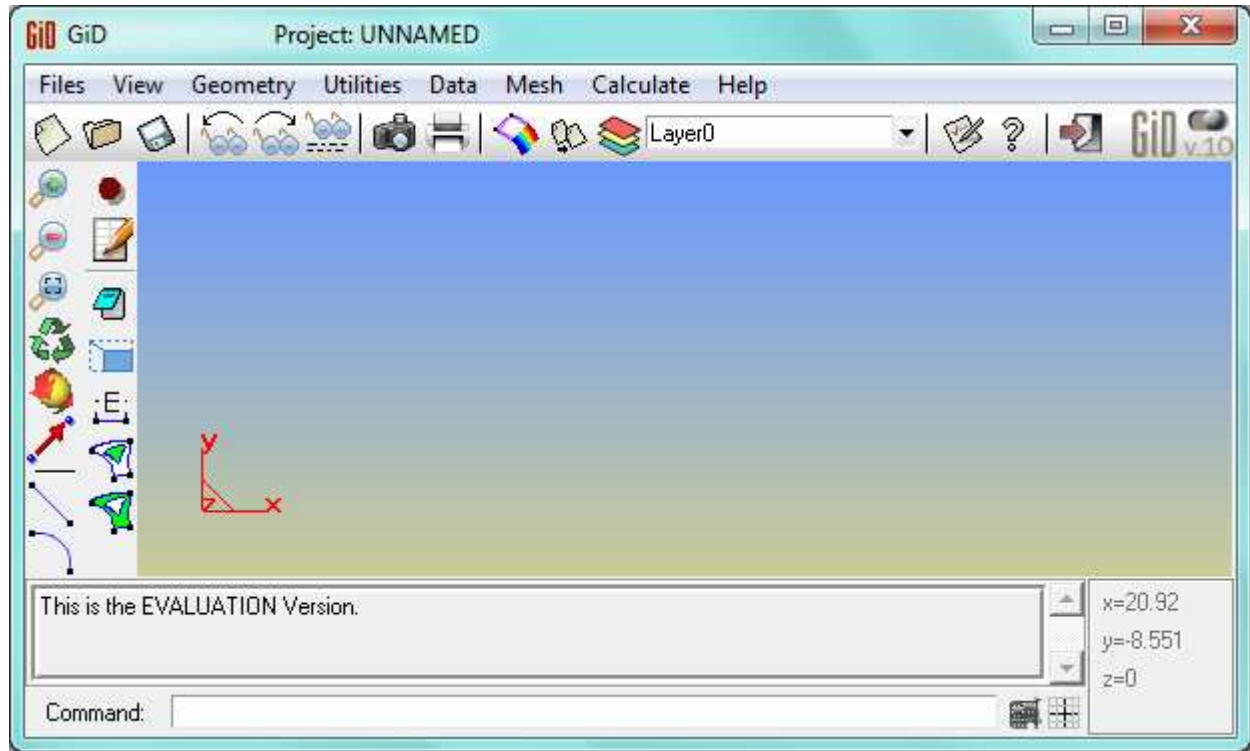 GiD GiD Project: UNNAMED
Files View Geometry Utilities Data Mesh Calculate Help
Layer0 ? GiD v.10
E
y
z x
This is the EVALUATION Version.
x=20.92
y=-8.551
z=0
Command: